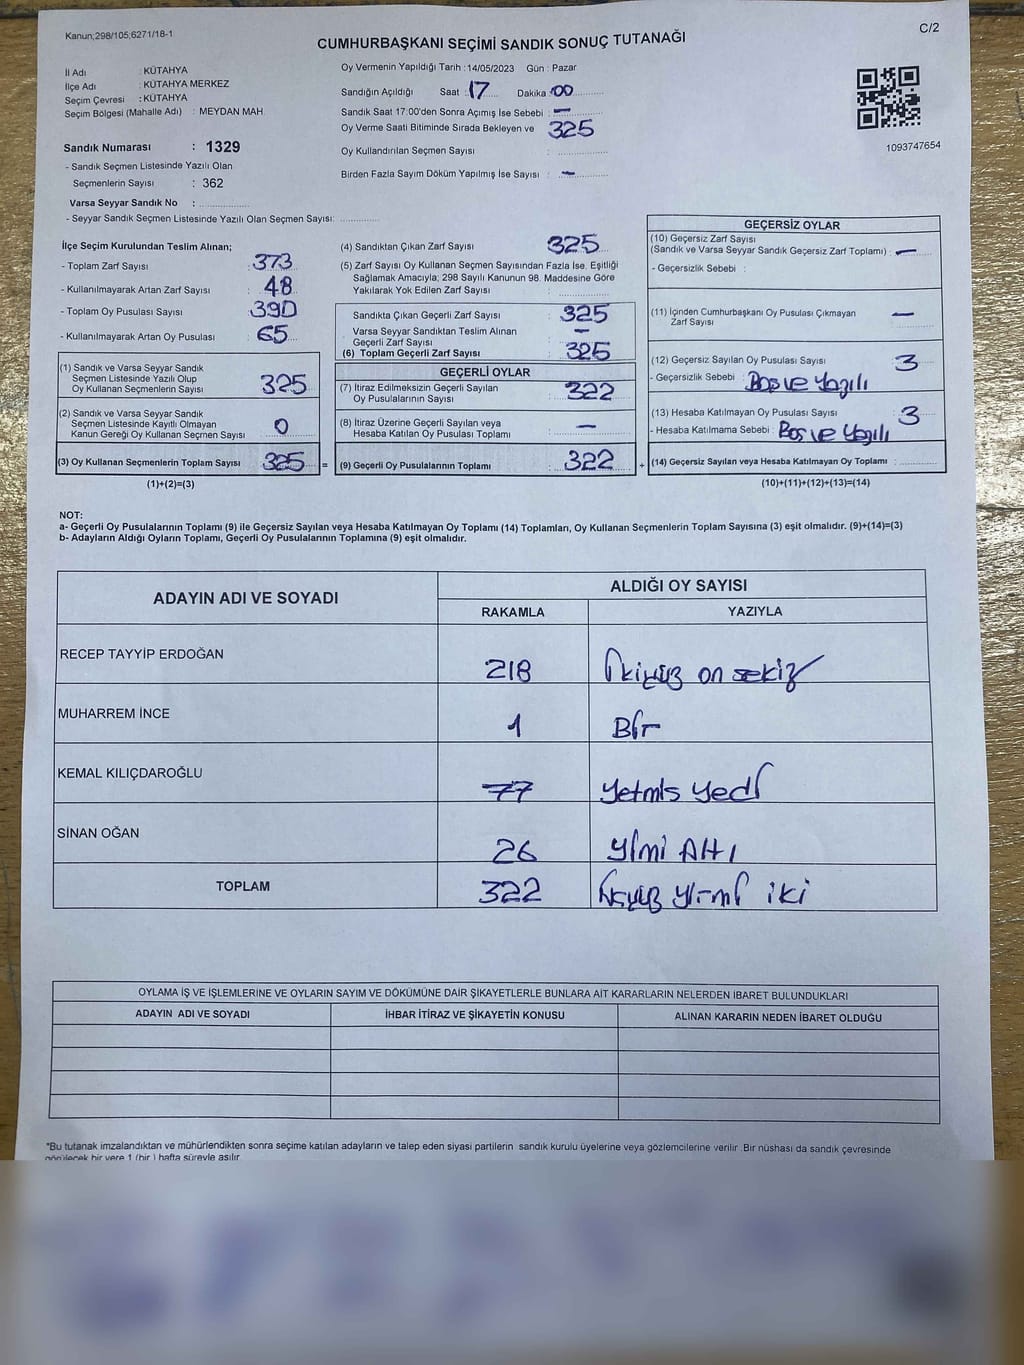 Kanun;298/105;6271/18-1
C/2
CUMHURBAŞKANI SEÇİMİ SANDIK SONUÇ TUTANAĞI
İl Adı : KÜTAHYA
İlçe Adı : KÜTAHYA MERKEZ
Seçim Çevresi : KÜTAHYA
Seçim Bölgesi (Mahalle Adı) : MEYDAN MAH
Sandık Numarası : 1329
- Sandık Seçmen Listesinde Yazılı Olan
Seçmenlerin Sayısı : 362
Varsa Seyyar Sandık No :
- Seyyar Sandık Seçmen Listesinde Yazılı Olan Seçmen Sayısı:
Oy Vermenin Yapıldığı Tarih : 14/05/2023 Gün : Pazar
Sandığın Açıldığı Saat : 17 Dakika : 00
Sandık Saat 17:00'den Sonra Açımış İse Sebebi : —
Oy Verme Saati Bitiminde Sırada Bekleyen ve 325
Oy Kullandırılan Seçmen Sayısı :
Birden Fazla Sayım Döküm Yapılmış İse Sayısı : —
1093747654
İlçe Seçim Kurulundan Teslim Alınan;
- Toplam Zarf Sayısı : 373
- Kullanılmayarak Artan Zarf Sayısı : 48
- Toplam Oy Pusulası Sayısı : 390
- Kullanılmayarak Artan Oy Pusulası : 65
(1) Sandık ve Varsa Seyyar Sandık
Seçmen Listesinde Yazılı Olup
Oy Kullanan Seçmenlerin Sayısı : 325
(2) Sandık ve Varsa Seyyar Sandık
Seçmen Listesinde Kayıtlı Olmayan
Kanun Gereği Oy Kullanan Seçmen Sayısı : 0
(3) Oy Kullanan Seçmenlerin Toplam Sayısı : 325 =
(1)+(2)=(3)
(4) Sandıktan Çıkan Zarf Sayısı : 325
(5) Zarf Sayısı Oy Kullanan Seçmen Sayısından Fazla İse, Eşitliği
Sağlamak Amacıyla; 298 Sayılı Kanunun 98. Maddesine Göre
Yakılarak Yok Edilen Zarf Sayısı :
Sandıkta Çıkan Geçerli Zarf Sayısı : 325
Varsa Seyyar Sandıktan Teslim Alınan
Geçerli Zarf Sayısı : —
(6) Toplam Geçerli Zarf Sayısı : 325
GEÇERLİ OYLAR
(7) İtiraz Edilmeksizin Geçerli Sayılan
Oy Pusulalarının Sayısı : 322
(8) İtiraz Üzerine Geçerli Sayılan veya
Hesaba Katılan Oy Pusulası Toplamı : —
(9) Geçerli Oy Pusulalarının Toplamı : 322 +
GEÇERSİZ OYLAR
(10) Geçersiz Zarf Sayısı
(Sandık ve Varsa Seyyar Sandık Geçersiz Zarf Toplamı) : —
- Geçersizlik Sebebi :
(11) İçinden Cumhurbaşkanı Oy Pusulası Çıkmayan
Zarf Sayısı : —
(12) Geçersiz Sayılan Oy Pusulası Sayısı : 3
- Geçersizlik Sebebi : Boş ve Yazılı
(13) Hesaba Katılmayan Oy Pusulası Sayısı : 3
- Hesaba Katılmama Sebebi : Boş ve Yazılı
(14) Geçersiz Sayılan veya Hesaba Katılmayan Oy Toplamı :
(10)+(11)+(12)+(13)=(14)
NOT:
a- Geçerli Oy Pusulalarının Toplamı (9) ile Geçersiz Sayılan veya Hesaba Katılmayan Oy Toplamı (14) Toplamları, Oy Kullanan Seçmenlerin Toplam Sayısına (3) eşit olmalıdır. (9)+(14)=(3)
b- Adayların Aldığı Oyların Toplamı, Geçerli Oy Pusulalarının Toplamına (9) eşit olmalıdır.
ADAYIN ADI VE SOYADI
ALDIĞI OY SAYISI
RAKAMLA YAZIYLA
RECEP TAYYİP ERDOĞAN 218 İkiyüz on sekiz
MUHARREM İNCE 1 Bir
KEMAL KILIÇDAROĞLU 77 Yetmis Yedi
SİNAN OĞAN 26 Yimi Altı
TOPLAM 322 Yirmi iki
OYLAMA İŞ VE İŞLEMLERİNE VE OYLARIN SAYIM VE DÖKÜMÜNE DAİR ŞİKAYETLERLE BUNLARA AİT KARARLARIN NELERDEN İBARET BULUNDUKLARI
ADAYIN ADI VE SOYADI İHBAR İTİRAZ VE ŞİKAYETİN KONUSU ALINAN KARARIN NEDEN İBARET OLDUĞU
*Bu tutanak imzalandıktan ve mühürlendikten sonra seçime katılan adayların ve talep eden siyasi partilerin sandık kurulu üyelerine veya gözlemcilerine verilir .Bir nüshası da sandık çevresinde
görülecek bir yere 1 (bir ) hafta süreyle asılır.